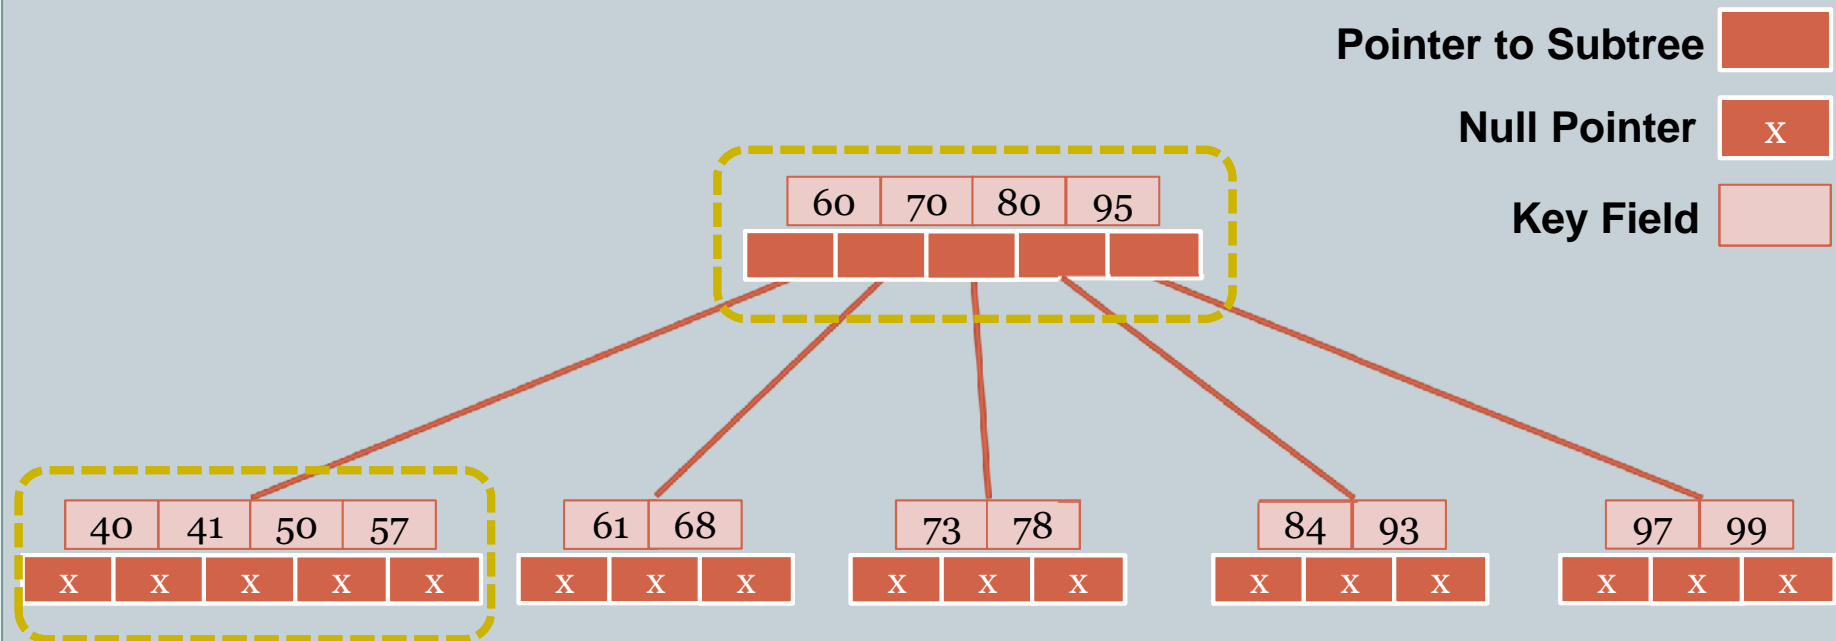 Pointer to Subtree
Null Pointer x
Key Field
60 70 80 95
40 41 50 57 61 68 73 78 84 93 97 99
x x x x x x x x x x x x x x x x x